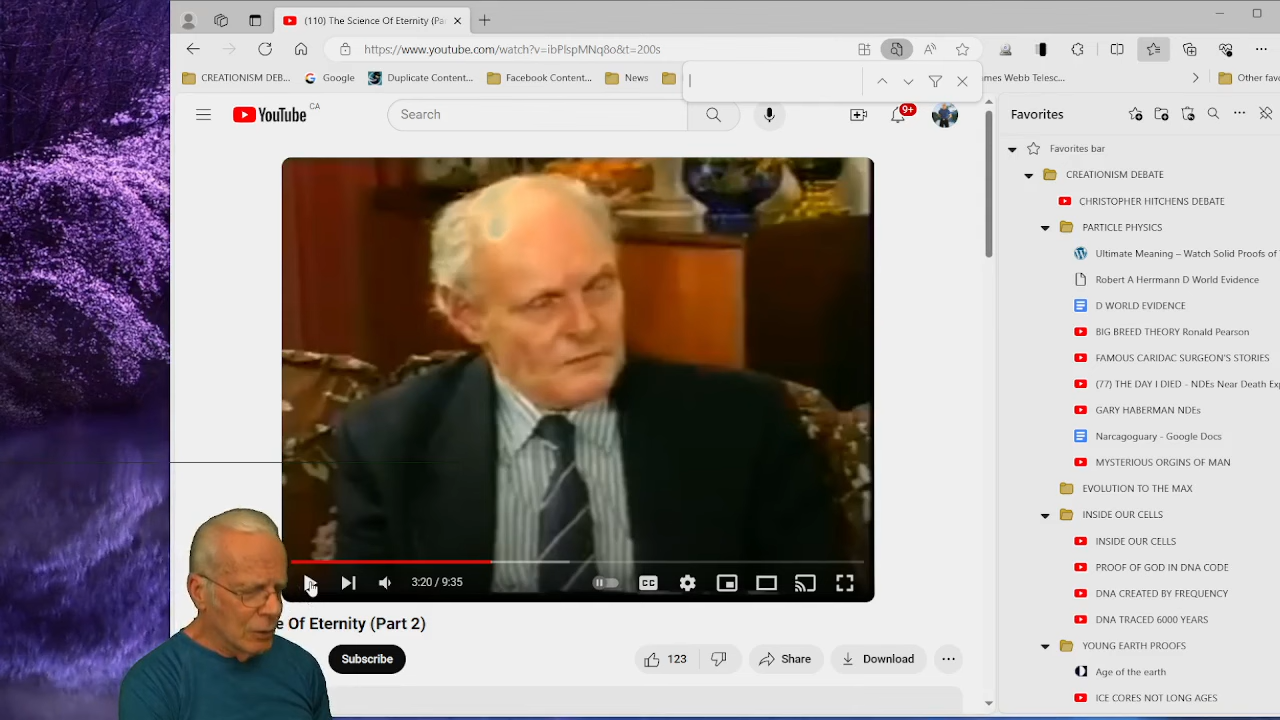 (110) The Science Of Eternity (Pa
https://www.youtube.com/watch?v=ibPlspMNq8o&t=200s
CREATIONISM DEB...
Google
Duplicate Content...
Facebook Content...
News
mes Webb Telesc...
Other favo
YouTube CA
Search
9+
Favorites
Favorites bar
CREATIONISM DEBATE
CHRISTOPHER HITCHENS DEBATE
PARTICLE PHYSICS
Ultimate Meaning – Watch Solid Proofs of
Robert A Herrmann D World Evidence
D WORLD EVIDENCE
BIG BREED THEORY Ronald Pearson
FAMOUS CARIDAC SURGEON'S STORIES
(77) THE DAY I DIED - NDEs Near Death Exp
GARY HABERMAN NDEs
Narcagoguary - Google Docs
MYSTERIOUS ORGINS OF MAN
EVOLUTION TO THE MAX
INSIDE OUR CELLS
INSIDE OUR CELLS
PROOF OF GOD IN DNA CODE
DNA CREATED BY FREQUENCY
DNA TRACED 6000 YEARS
YOUNG EARTH PROOFS
Age of the earth
ICE CORES NOT LONG AGES
3:20 / 9:35
CC
ce Of Eternity (Part 2)
Subscribe
123
Share
Download